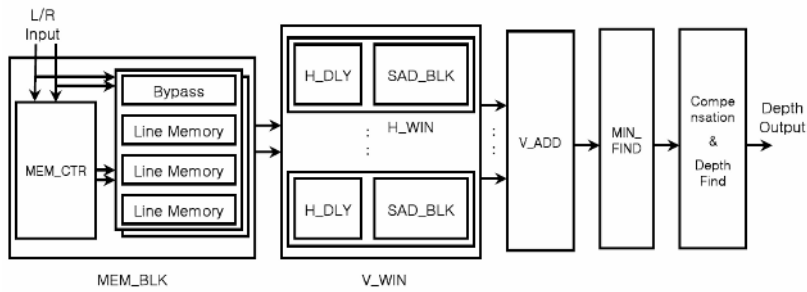 L/R
Input
MEM_CTR
Bypass
Line Memory
Line Memory
Line Memory
MEM_BLK
H_DLY
SAD_BLK
H_WIN
H_DLY
SAD_BLK
V_WIN
V_ADD
MIN_
FIND
Compe
nsation
&
Depth
Find
Depth
Output